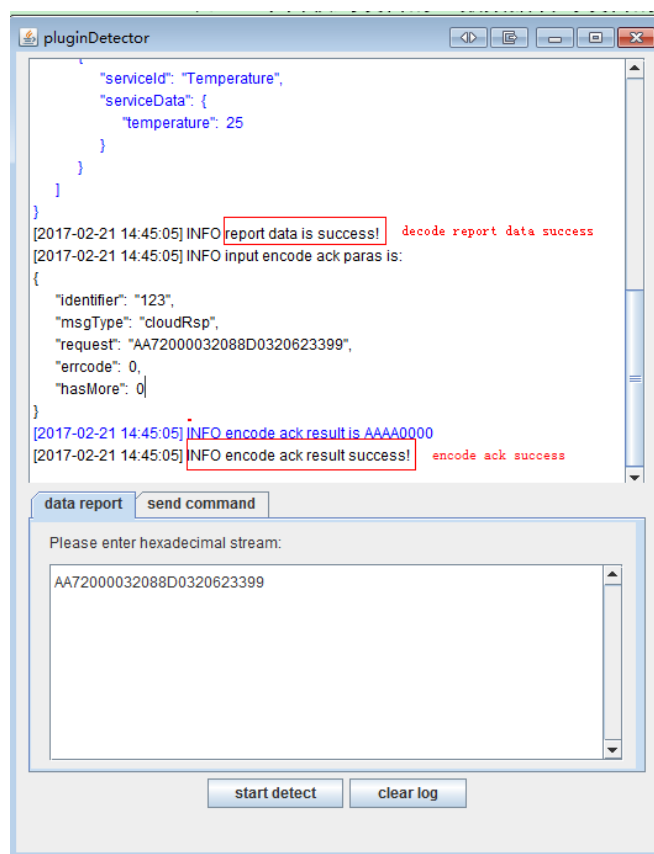 pluginDetector
{
"serviceId": "Temperature",
"serviceData": {
"temperature": 25
}
}
]
}
[2017-02-21 14:45:05] INFO report data is success! decode report data success
[2017-02-21 14:45:05] INFO input encode ack paras is:
{
"identifier": "123",
"msgType": "cloudRsp",
"request": "AA72000032088D0320623399",
"errcode": 0,
"hasMore": 0
}
[2017-02-21 14:45:05] INFO encode ack result is AAAA0000
[2017-02-21 14:45:05] INFO encode ack result success! encode ack success
data report send command
Please enter hexadecimal stream:
AA72000032088D0320623399
start detect clear log